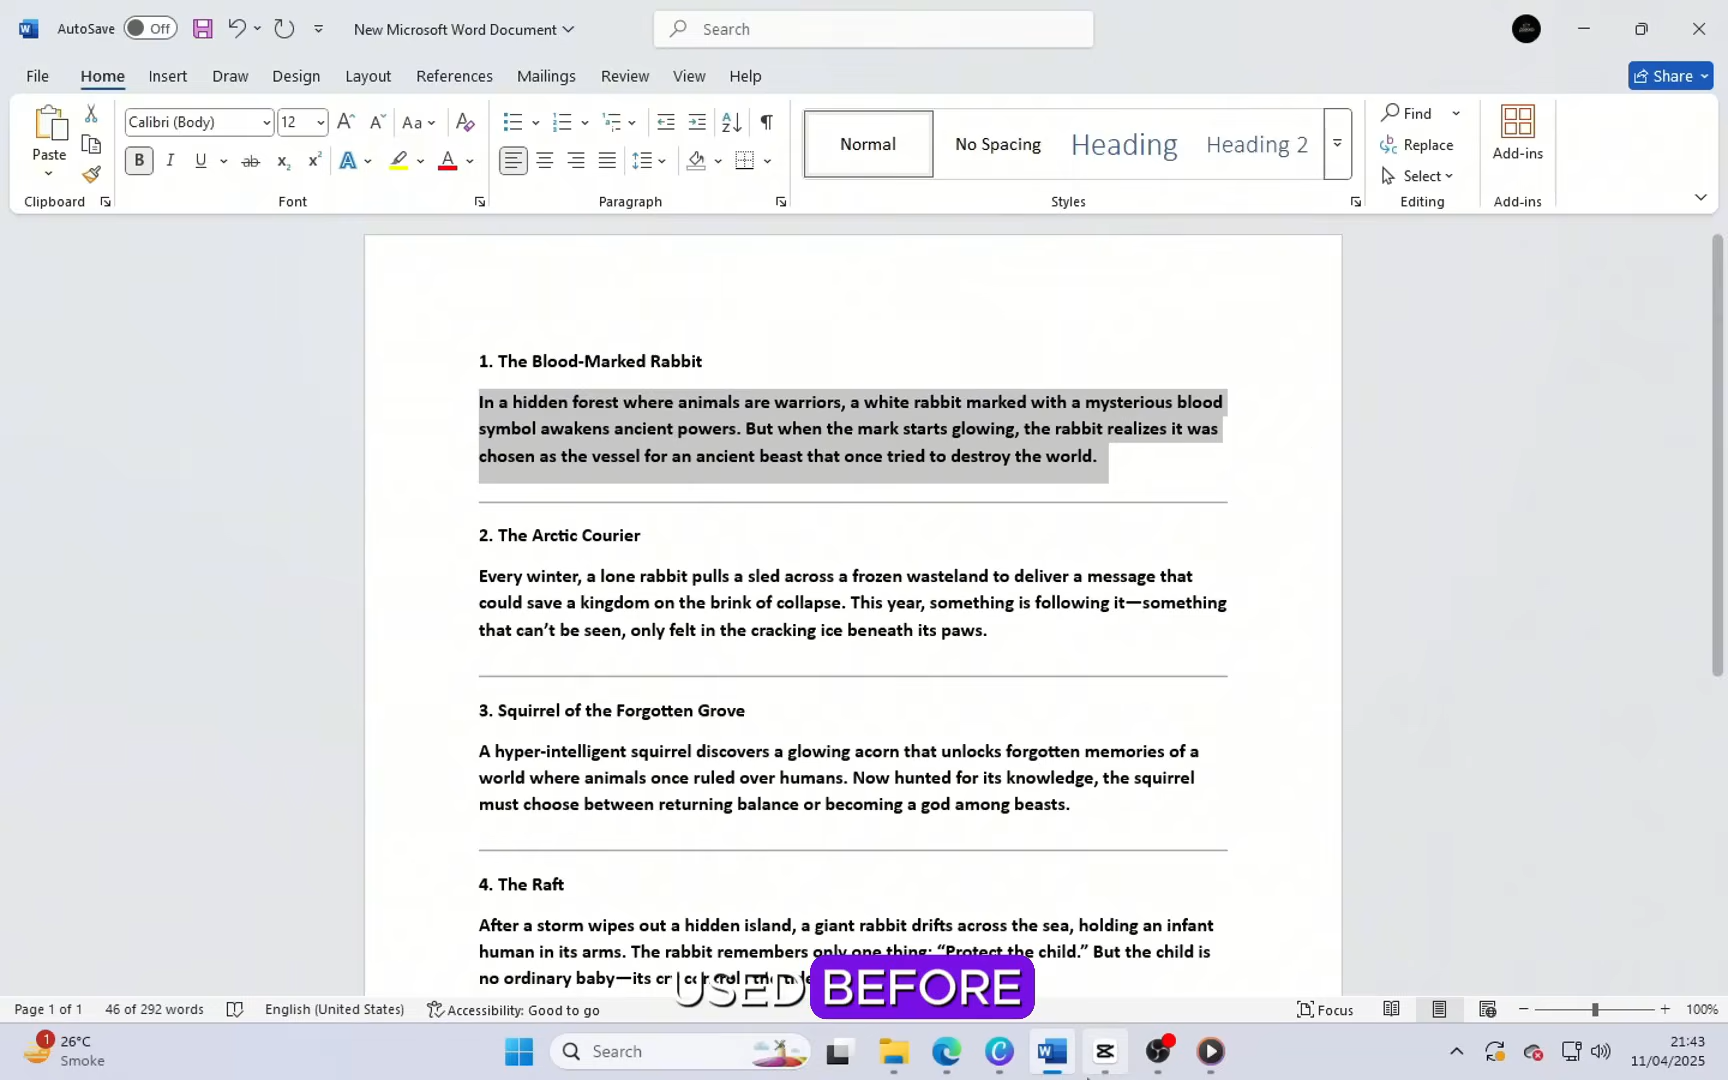 AutoSave
Off
New Microsoft Word Document
Search
File
Home
Insert
Draw
Design
Layout
References
Mailings
Review
View
Help
Share
Paste
Calibri (Body)
12
Normal
No Spacing
Heading
Heading 2
Find
Replace
Select
Add-ins
Clipboard
Font
Paragraph
Styles
Editing
Add-ins
1. The Blood-Marked Rabbit
In a hidden forest where animals are warriors, a white rabbit marked with a mysterious blood
symbol awakens ancient powers. But when the mark starts glowing, the rabbit realizes it was
chosen as the vessel for an ancient beast that once tried to destroy the world.
2. The Arctic Courier
Every winter, a lone rabbit pulls a sled across a frozen wasteland to deliver a message that
could save a kingdom on the brink of collapse. This year, something is following it—something
that can’t be seen, only felt in the cracking ice beneath its paws.
3. Squirrel of the Forgotten Grove
A hyper-intelligent squirrel discovers a glowing acorn that unlocks forgotten memories of a
world where animals once ruled over humans. Now hunted for its knowledge, the squirrel
must choose between returning balance or becoming a god among beasts.
4. The Raft
After a storm wipes out a hidden island, a giant rabbit drifts across the sea, holding an infant
human in its arms. The rabbit remembers only one thing: “Protect the child.” But the child is
no ordinary baby—its
USED BEFORE
Page 1 of 1
46 of 292 words
English (United States)
Accessibility: Good to go
Focus
100%
1
26°C
Smoke
Search
21:43
11/04/2025